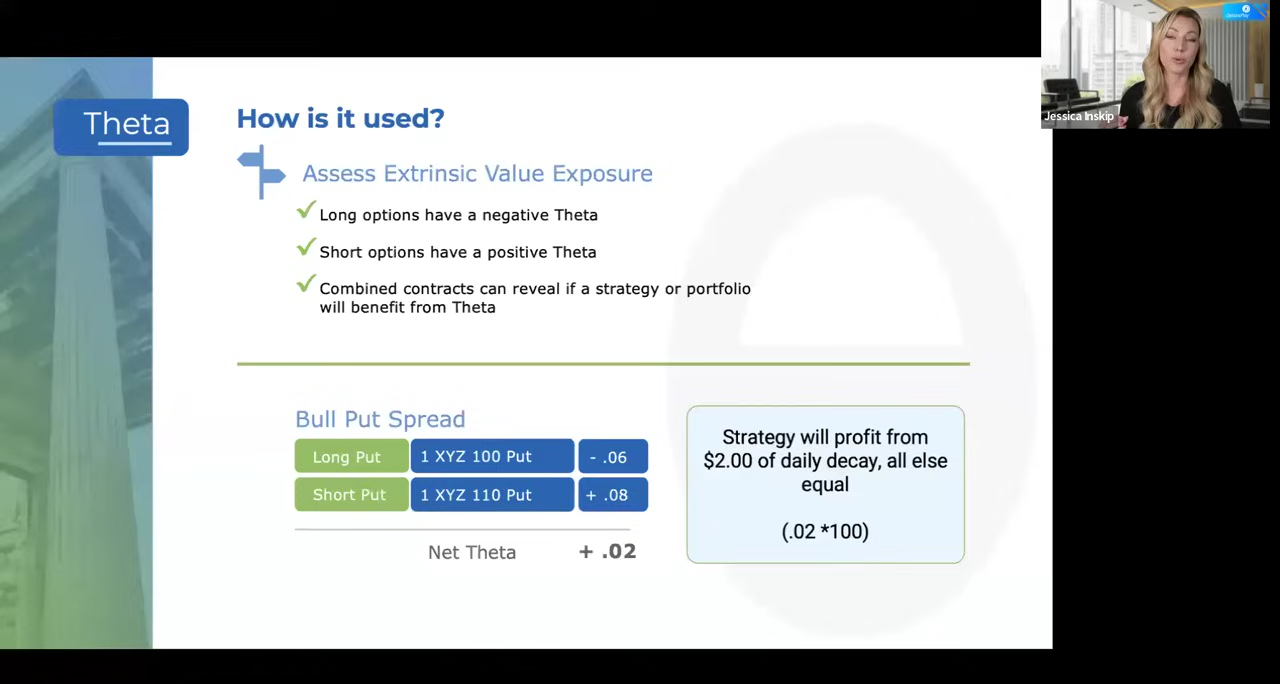 Theta
How is it used?
Assess Extrinsic Value Exposure
Long options have a negative Theta
Short options have a positive Theta
Combined contracts can reveal if a strategy or portfolio
will benefit from Theta
Bull Put Spread
Long Put 1 XYZ 100 Put - .06
Short Put 1 XYZ 110 Put + .08
Net Theta + .02
Strategy will profit from
$2.00 of daily decay, all else
equal
(.02 *100)
Jessica Inskip